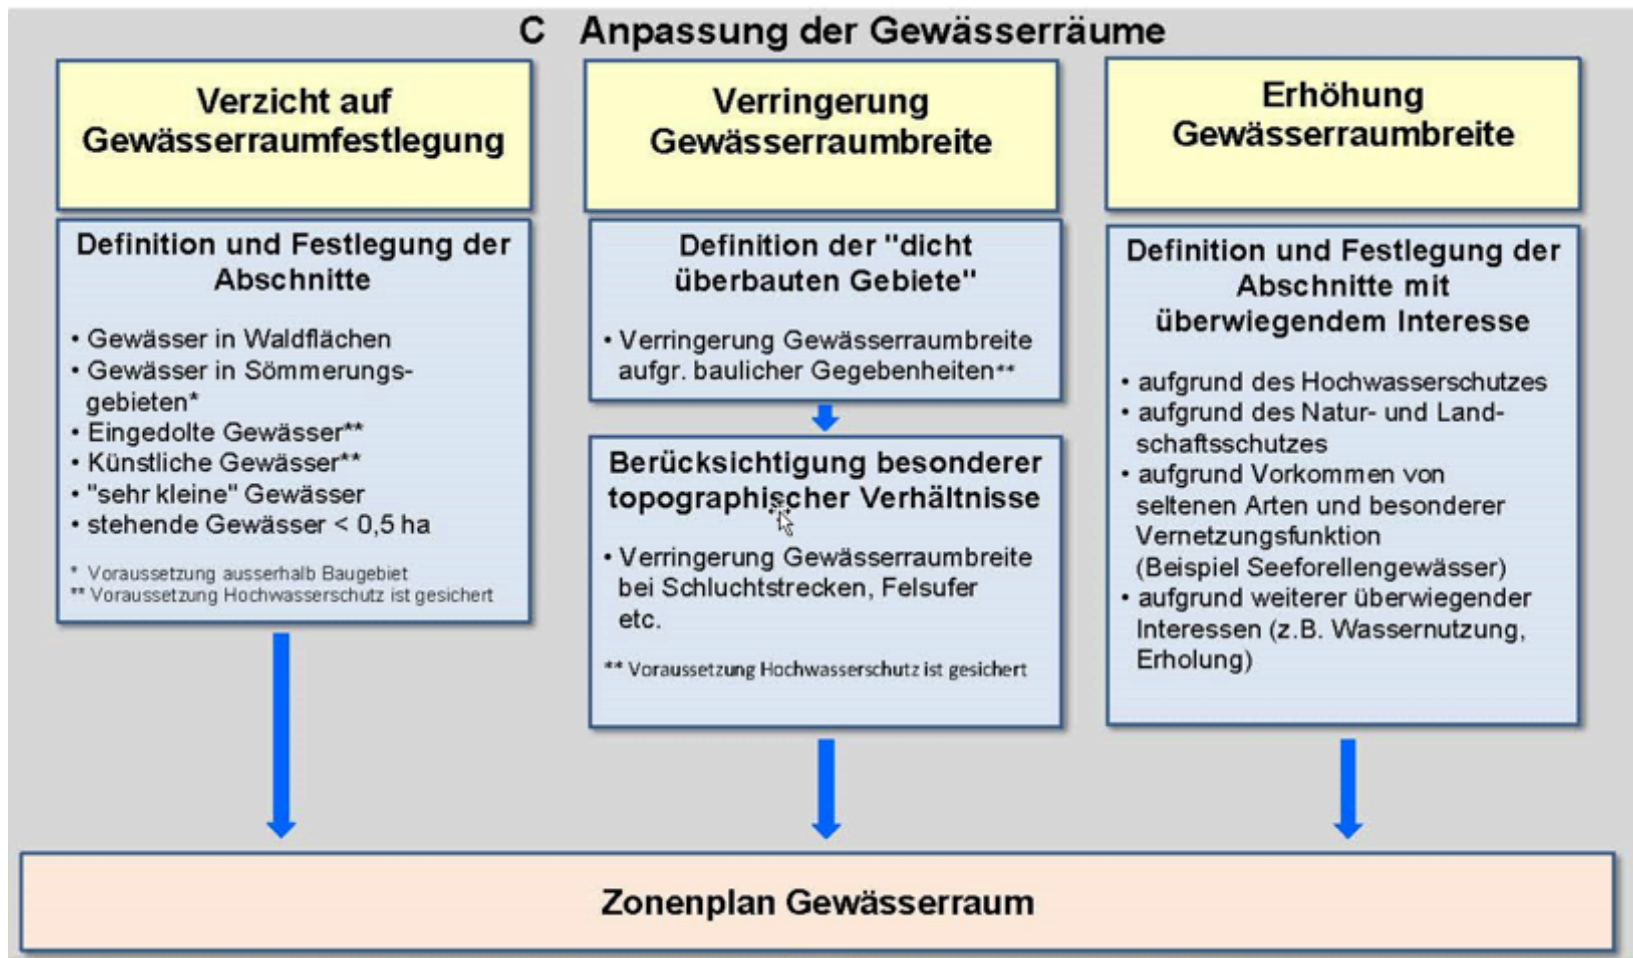 C Anpassung der Gewässerräume
Verzicht auf
Gewässerraumfestlegung
Definition und Festlegung der
Abschnitte
• Gewässer in Waldflächen
• Gewässer in Sömmerungs-
gebieten*
• Eingedolte Gewässer**
• Künstliche Gewässer**
• "sehr kleine" Gewässer
• stehende Gewässer < 0,5 ha
* Voraussetzung ausserhalb Baugebiet
** Voraussetzung Hochwasserschutz ist gesichert
Verringerung
Gewässerraumbreite
Definition der "dicht
überbauten Gebiete"
• Verringerung Gewässerraumbreite
aufgr. baulicher Gegebenheiten**
Berücksichtigung besonderer
topographischer Verhältnisse
• Verringerung Gewässerraumbreite
bei Schluchtstrecken, Felsufer
etc.
** Voraussetzung Hochwasserschutz ist gesichert
Erhöhung
Gewässerraumbreite
Definition und Festlegung der
Abschnitte mit
überwiegendem Interesse
• aufgrund des Hochwasserschutzes
• aufgrund des Natur- und Land-
schaftsschutzes
• aufgrund Vorkommen von
seltenen Arten und besonderer
Vernetzungsfunktion
(Beispiel Seeforellengewässer)
• aufgrund weiterer überwiegender
Interessen (z.B. Wassernutzung,
Erholung)
Zonenplan Gewässerraum